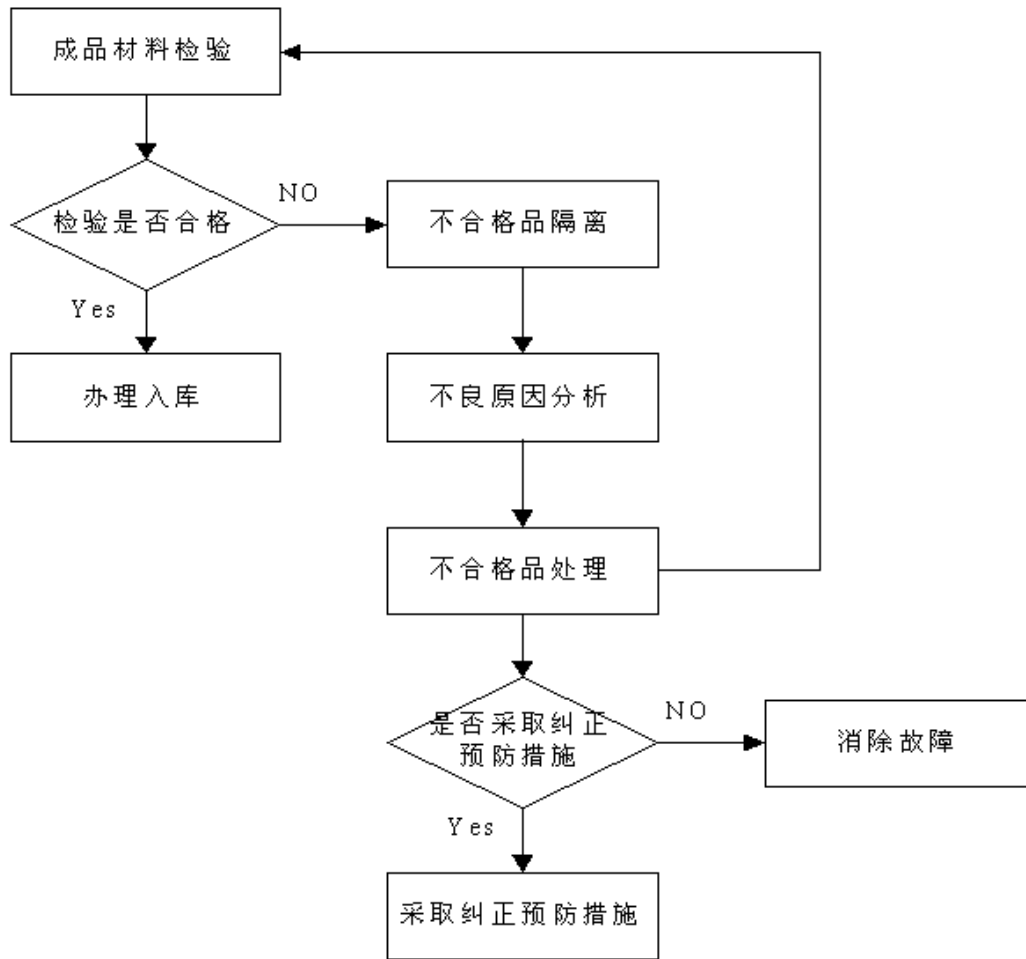 成品材料检验
检验是否合格
NO
不合格品隔离
Yes
办理入库
不良原因分析
不合格品处理
是否采取纠正
预防措施
NO
消除故障
Yes
采取纠正预防措施